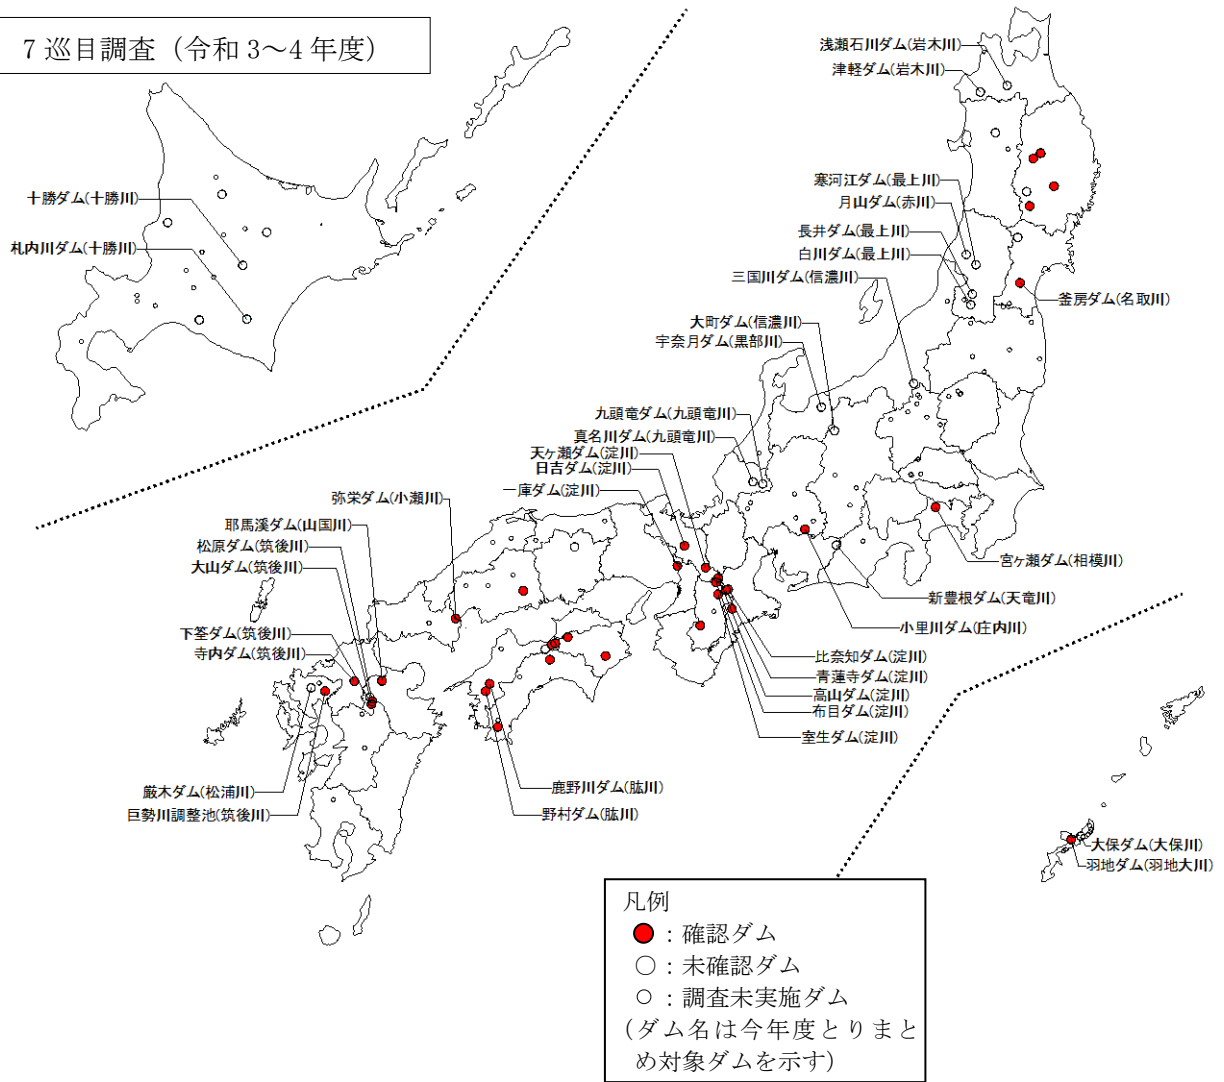 7 巡目調査（令和 3～4 年度）
浅瀬石川ダム(岩木川)
津軽ダム(岩木川)
十勝ダム(十勝川)
札内川ダム(十勝川)
寒河江ダム(最上川)
月山ダム(赤川)
長井ダム(最上川)
白川ダム(最上川)
三国川ダム(信濃川)
釜房ダム(名取川)
大町ダム(信濃川)
宇奈月ダム(黒部川)
九頭竜ダム(九頭竜川)
真名川ダム(九頭竜川)
天ヶ瀬ダム(淀川)
日吉ダム(淀川)
一庫ダム(淀川)
弥栄ダム(小瀬川)
耶馬溪ダム(山国川)
松原ダム(筑後川)
大山ダム(筑後川)
下筌ダム(筑後川)
寺内ダム(筑後川)
宮ヶ瀬ダム(相模川)
新豊根ダム(天竜川)
小里川ダム(庄内川)
比奈知ダム(淀川)
青蓮寺ダム(淀川)
高山ダム(淀川)
布目ダム(淀川)
室生ダム(淀川)
厳木ダム(松浦川)
巨勢川調整池(筑後川)
鹿野川ダム(肱川)
野村ダム(肱川)
大保ダム(大保川)
羽地ダム(羽地大川)
凡例
：確認ダム
：未確認ダム
：調査未実施ダム
(ダム名は今年度とりまと
め対象ダムを示す)